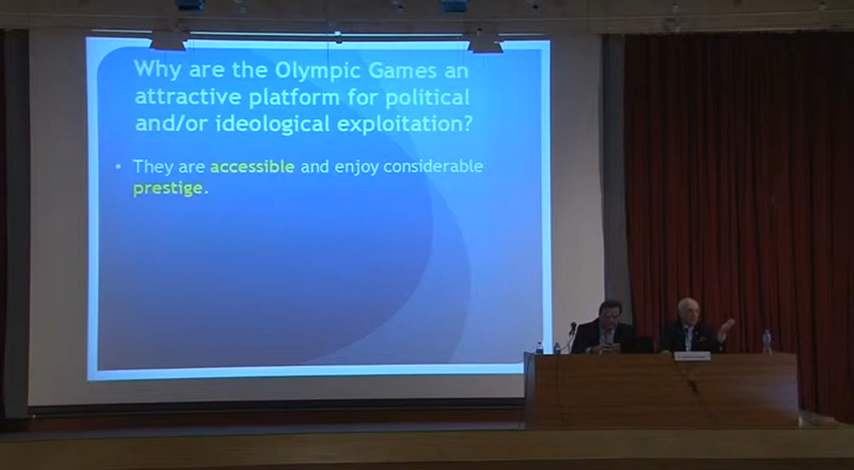 Why are the Olympic Games an
attractive platform for political
and/or ideological exploitation?
• They are accessible and enjoy considerable
prestige.